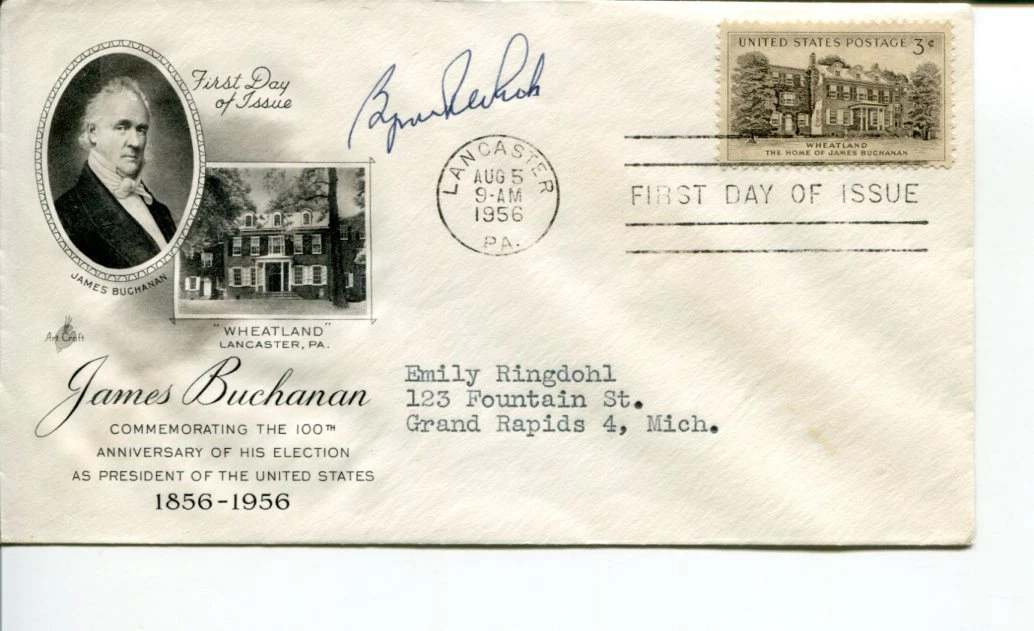 First Day
of Issue
UNITED STATES POSTAGE 3¢
WHEATLAND
THE HOME OF JAMES BUCHANAN
LANCASTER
AUG 5
9-AM
1956
PA.
FIRST DAY OF ISSUE
JAMES BUCHANAN
"WHEATLAND"
LANCASTER, PA.
Art Craft
James Buchanan
COMMEMORATING THE 100TH
ANNIVERSARY OF HIS ELECTION
AS PRESIDENT OF THE UNITED STATES
1856-1956
Emily Ringdohl
123 Fountain St.
Grand Rapids 4, Mich.